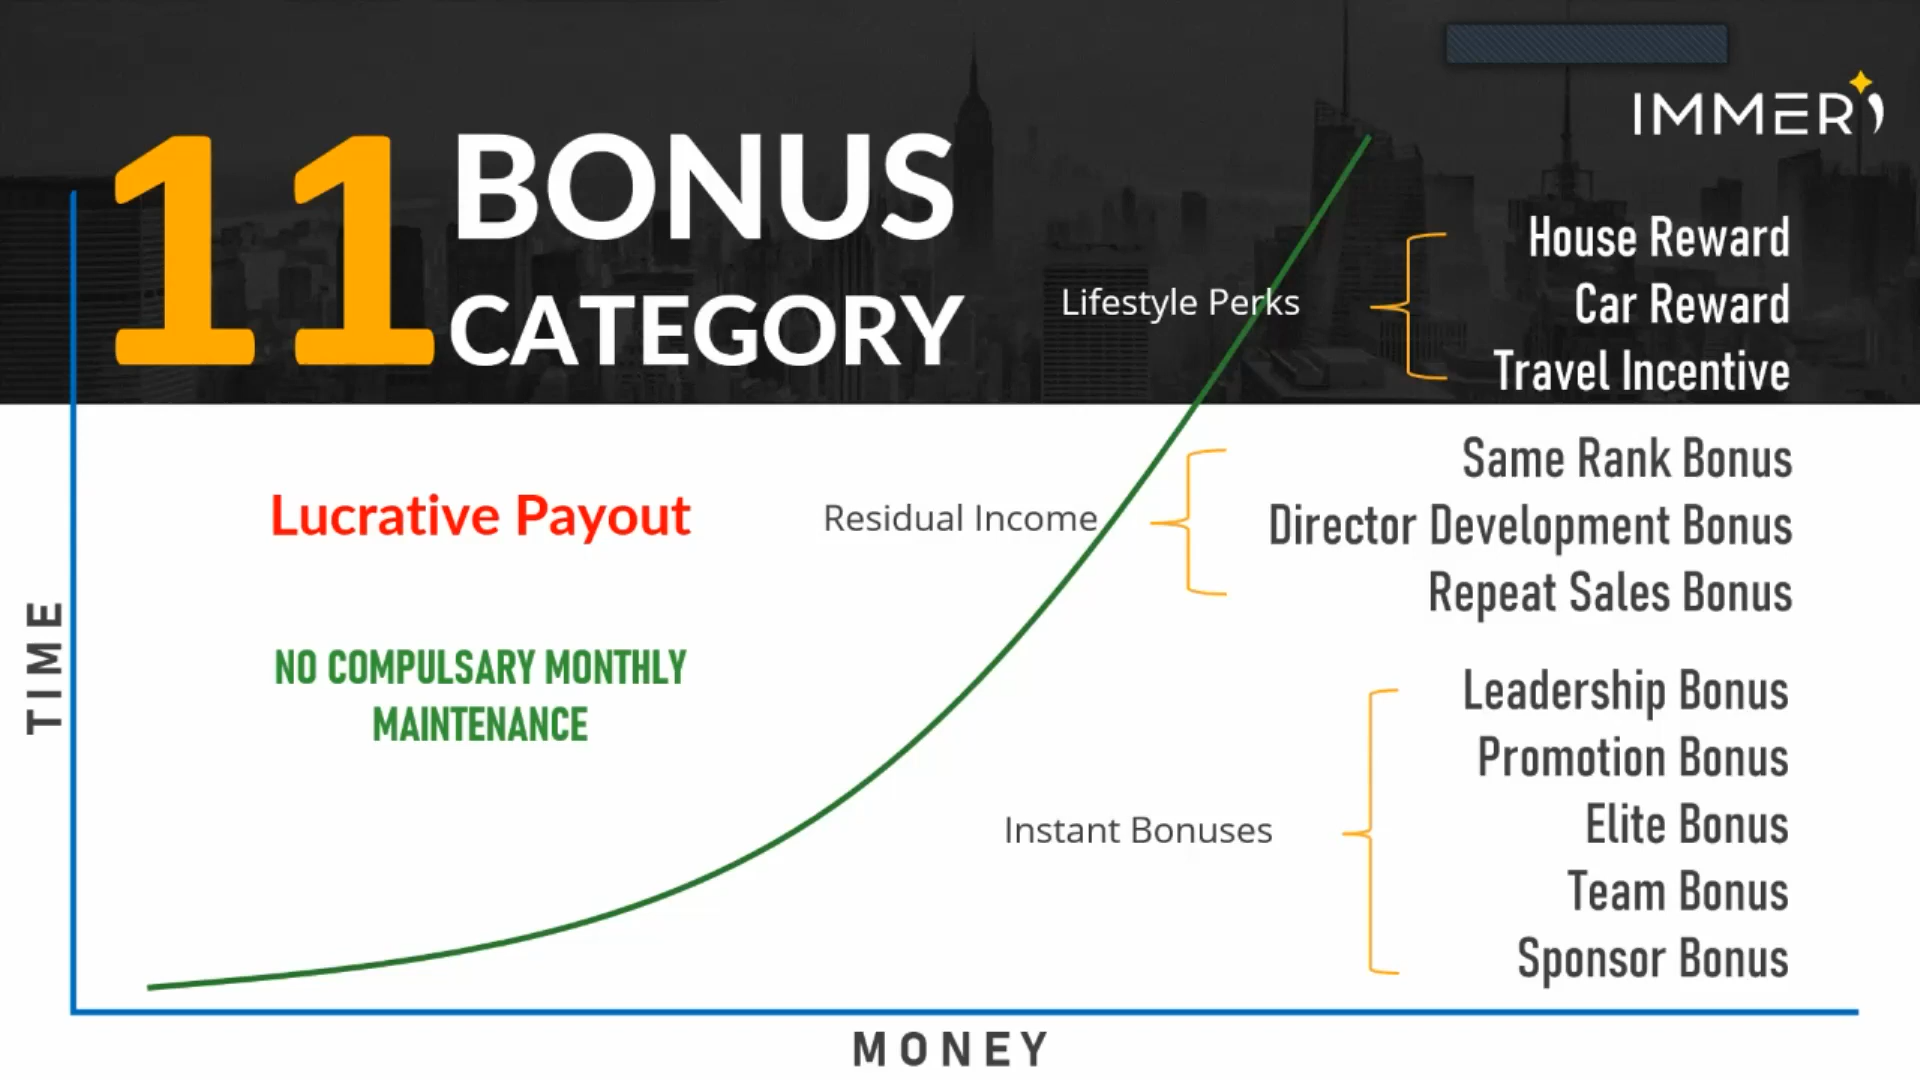 IMMERI
11 BONUS
CATEGORY
House Reward
Car Reward
Travel Incentive
Lifestyle Perks
Same Rank Bonus
Director Development Bonus
Repeat Sales Bonus
Residual Income
Lucrative Payout
NO COMPULSARY MONTHLY
MAINTENANCE
Leadership Bonus
Promotion Bonus
Elite Bonus
Team Bonus
Sponsor Bonus
Instant Bonuses
TIME
MONEY